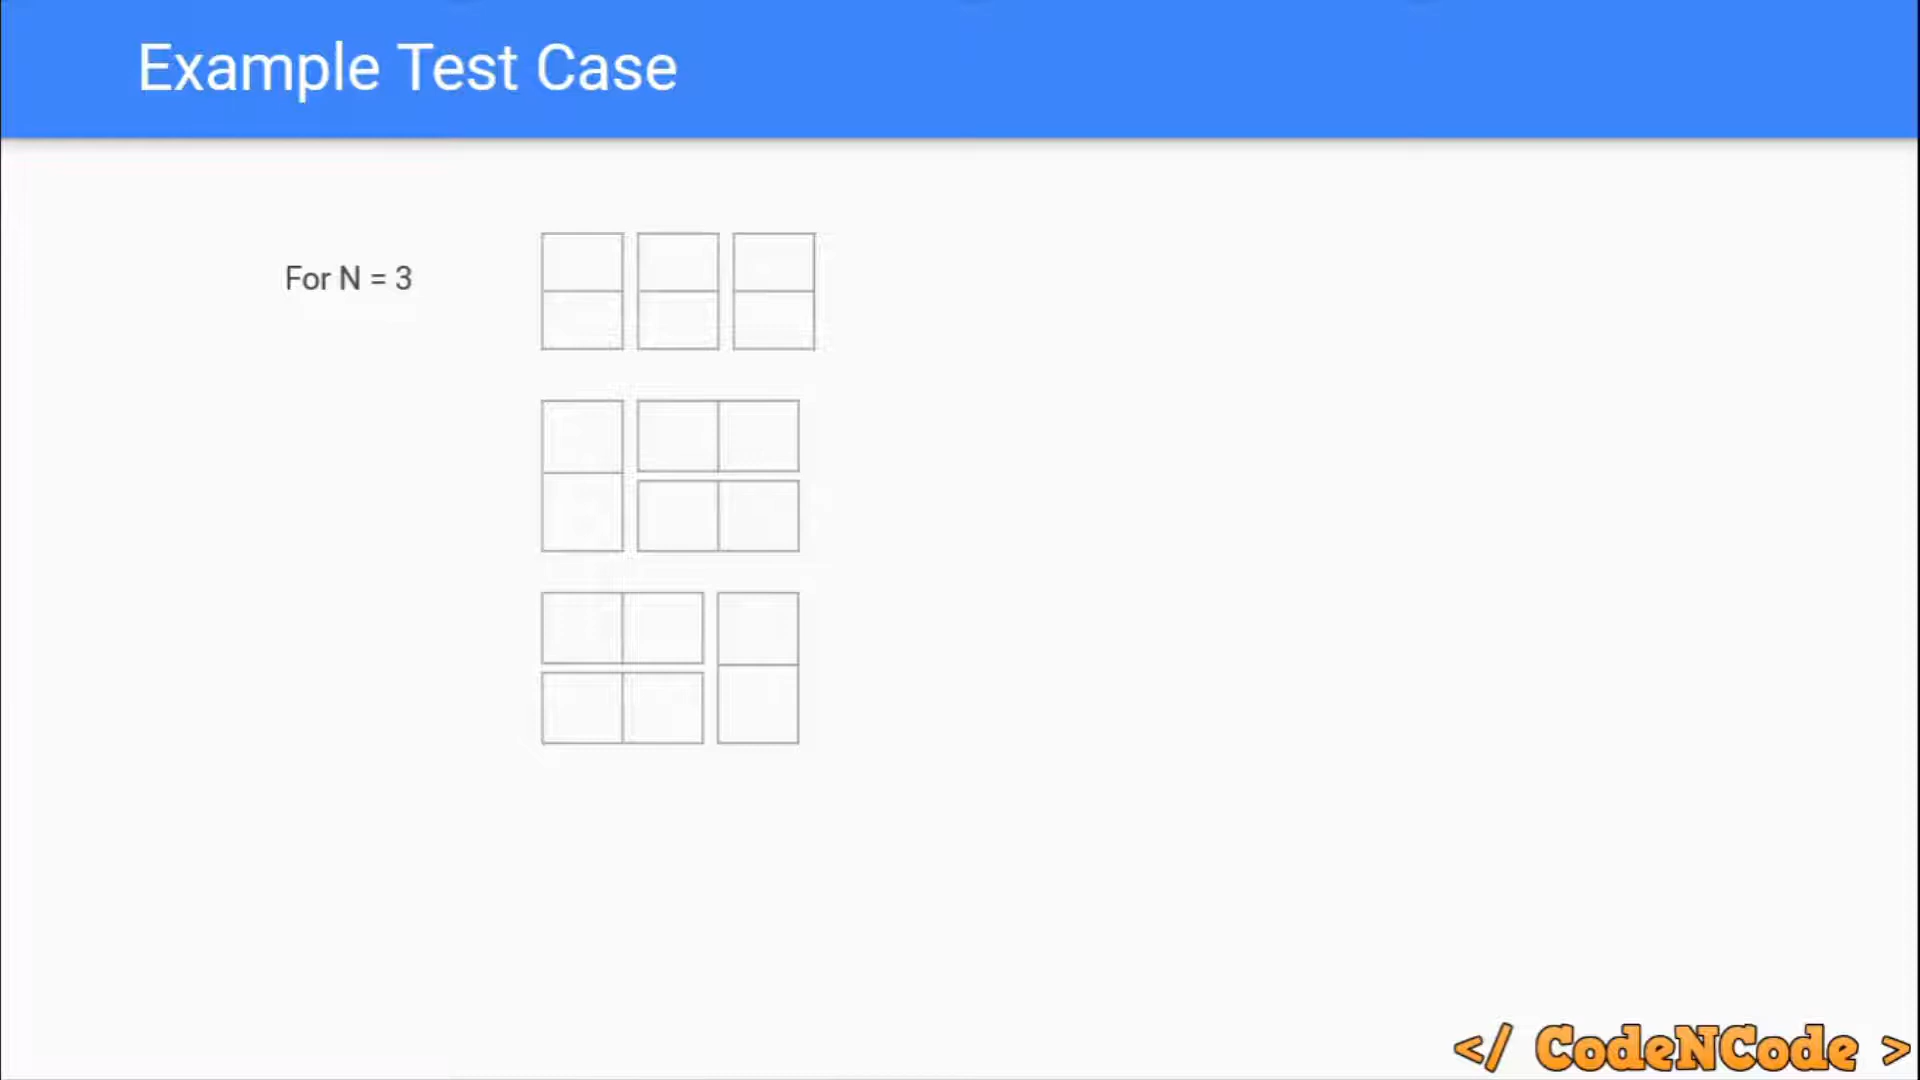 Example Test Case
For N = 3
</ CodeNCode >